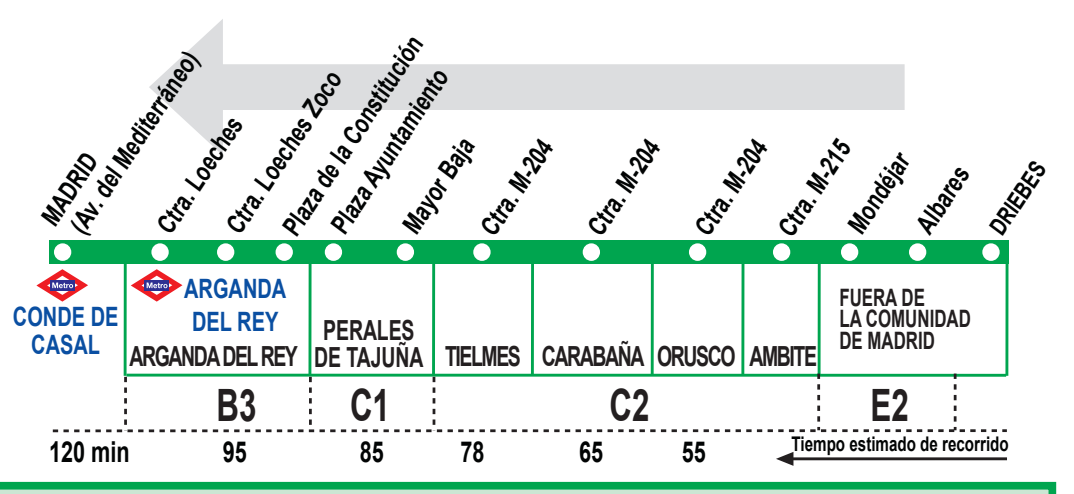 MADRID
(Av. del Mediterráneo)
Ctra. Loeches
Ctra. Loeches Zoco
Plaza de la Constitución
Plaza Ayuntamiento
Mayor Baja
Ctra. M-204
Ctra. M-204
Ctra. M-204
Ctra. M-215
Mondéjar
Albares
DRIEBES
Metro
CONDE DE
CASAL
Metro
ARGANDA
DEL REY
ARGANDA DEL REY
PERALES
DE TAJUÑA
TIELMES
CARABAÑA
ORUSCO
AMBITE
FUERA DE
LA COMUNIDAD
DE MADRID
B3
C1
C2
E2
120 min
95
85
78
65
55
Tiempo estimado de recorrido